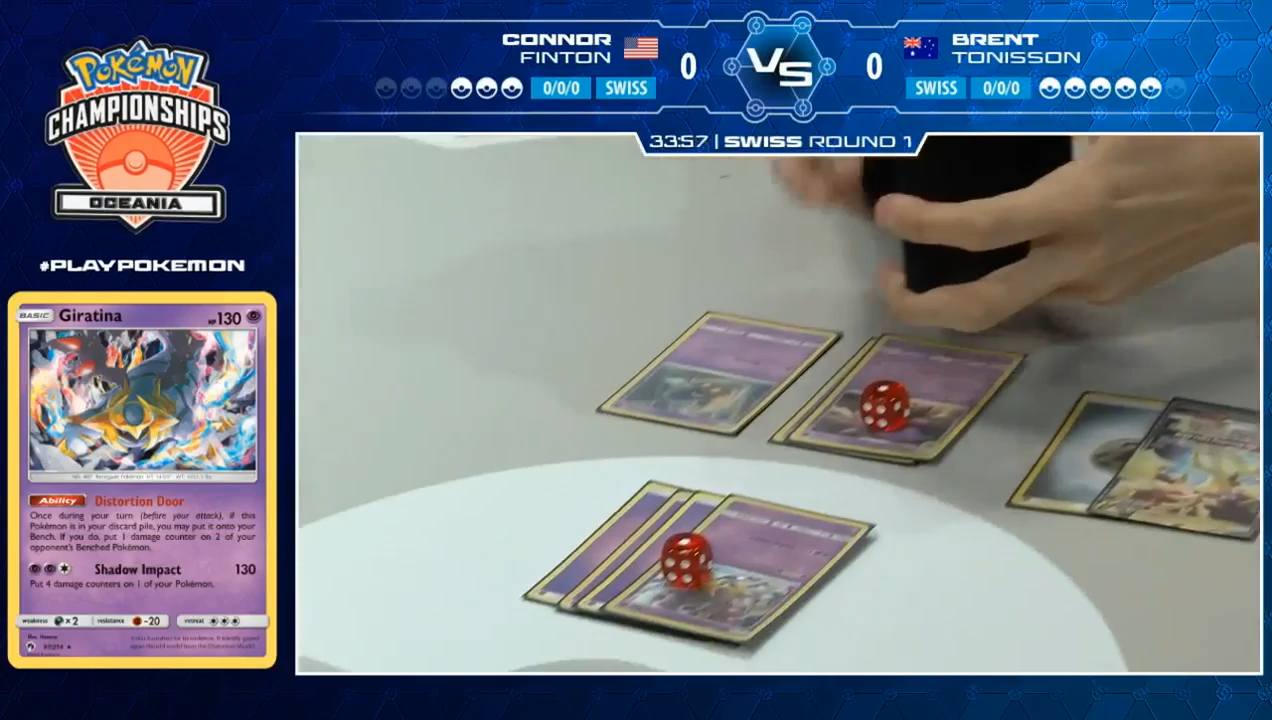 POKÉMON
CHAMPIONSHIPS
OCEANIA
#PLAYPOKEMON
CONNOR
FINTON
0
0/0/0
SWISS
VS
BRENT
TONISSON
0
SWISS
0/0/0
33:57 | SWISS ROUND 1
BASIC
Giratina
HP 130
Ability
Distortion Door
Once during your turn (before your attack), if this
Pokémon is in your discard pile, you may put it onto your
Bench. If you do, put 1 damage counter on 2 of your
opponent's Benched Pokémon.
Shadow Impact
130
Put 4 damage counters on 1 of your Pokémon.
weakness
×2
resistance
-20
retreat